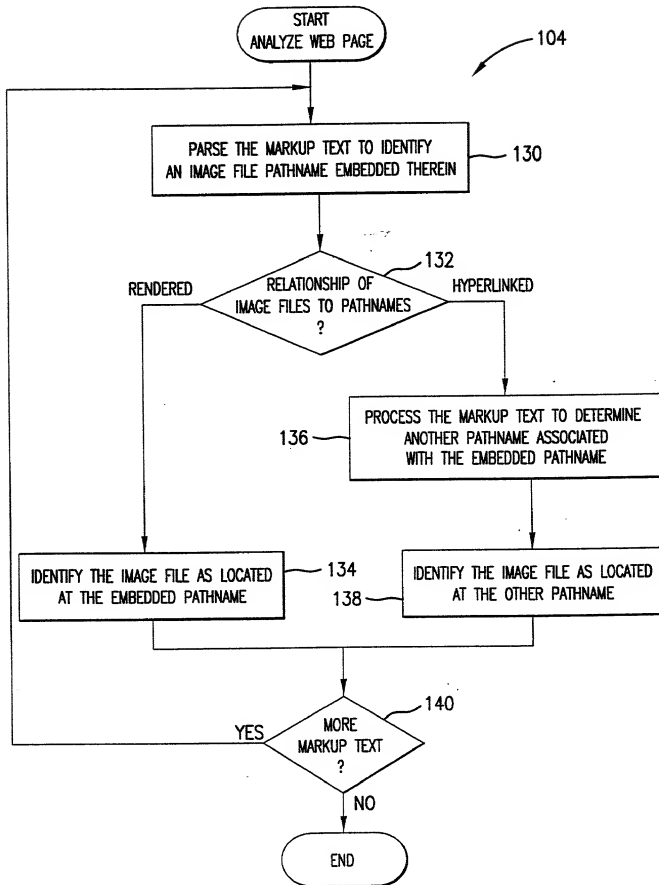 START
ANALYZE WEB PAGE
104
PARSE THE MARKUP TEXT TO IDENTIFY
AN IMAGE FILE PATHNAME EMBEDDED THEREIN
130
132
RENDERED
RELATIONSHIP OF
IMAGE FILES TO PATHNAMES
?
HYPERLINKED
136
PROCESS THE MARKUP TEXT TO DETERMINE
ANOTHER PATHNAME ASSOCIATED
WITH THE EMBEDDED PATHNAME
IDENTIFY THE IMAGE FILE AS LOCATED
AT THE EMBEDDED PATHNAME
134
138
IDENTIFY THE IMAGE FILE AS LOCATED
AT THE OTHER PATHNAME
140
YES
MORE
MARKUP TEXT
?
NO
END